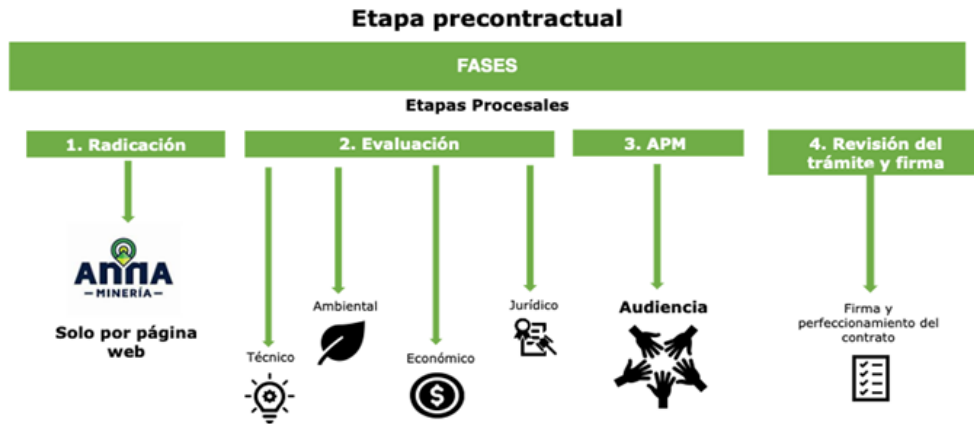 Etapa precontractual
FASES
Etapas Procesales
1. Radicación
2. Evaluación
3. APM
4. Revisión del
trámite y firma
ANNA
—MINERÍA—
Solo por página
web
Técnico
Ambiental
Económico
$
Jurídico
Audiencia
Firma y
perfeccionamiento del
contrato